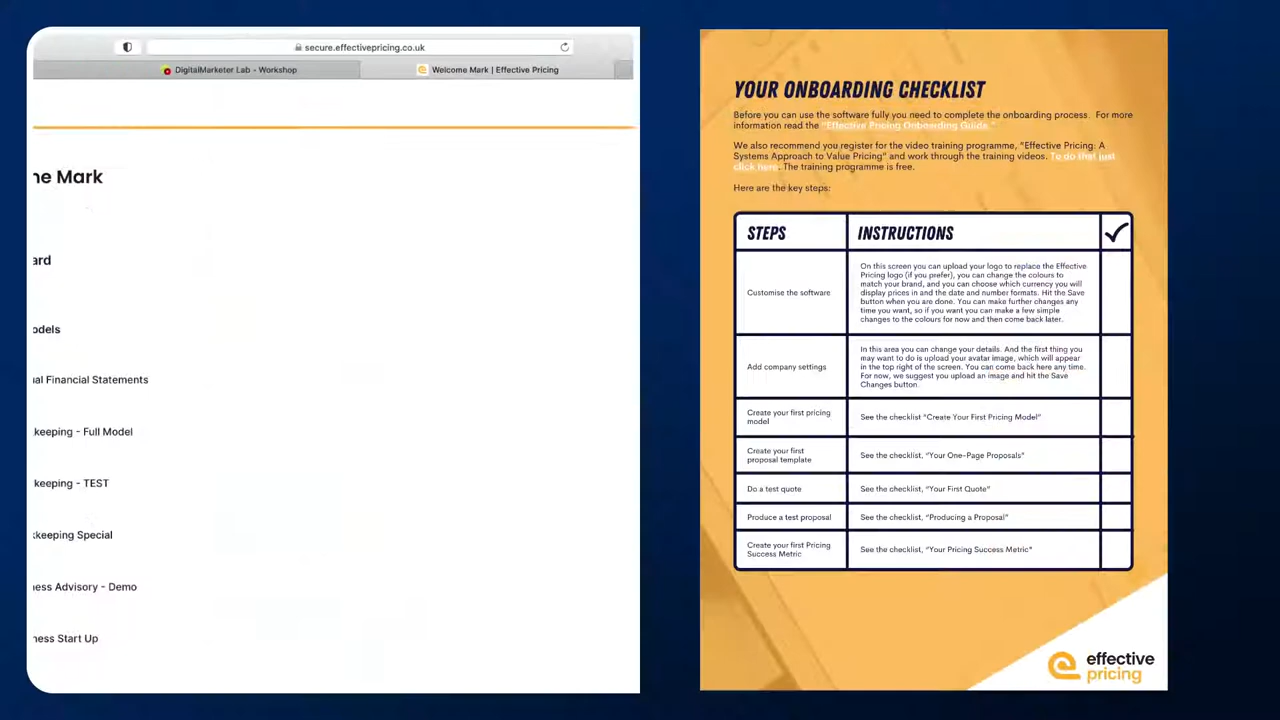 secure.effectivepricing.co.uk
DigitalMarketer Lab - Workshop
Welcome Mark | Effective Pricing
ne Mark
ard
odels
al Financial Statements
keeping - Full Model
keeping - TEST
keeping Special
ness Advisory - Demo
ness Start Up
YOUR ONBOARDING CHECKLIST
Before you can use the software fully you need to complete the onboarding process. For more
information read the "Effective Pricing Onboarding Guide."
We also recommend you register for the video training programme, "Effective Pricing: A
Systems Approach to Value Pricing" and work through the training videos. To do that just
click here. The training programme is free.
Here are the key steps:
STEPS
INSTRUCTIONS
Customise the software
On this screen you can upload your logo to replace the Effective
Pricing logo (if you prefer), you can change the colours to
match your brand, and you can choose which currency you will
display prices in and the date and number formats. Hit the Save
button when you are done. You can make further changes any
time you want, so if you want you can make a few simple
changes to the colours for now and then come back later.
Add company settings
In this area you can change your details. And the first thing you
may want to do is upload your avatar image, which will appear
in the top right of the screen. You can come back here any time.
For now, we suggest you upload an image and hit the Save
Changes button.
Create your first pricing
model
See the checklist "Create Your First Pricing Model"
Create your first
proposal template
See the checklist, "Your One-Page Proposals"
Do a test quote
See the checklist, "Your First Quote"
Produce a test proposal
See the checklist, "Producing a Proposal"
Create your first Pricing
Success Metric
See the checklist, "Your Pricing Success Metric"
effective
pricing